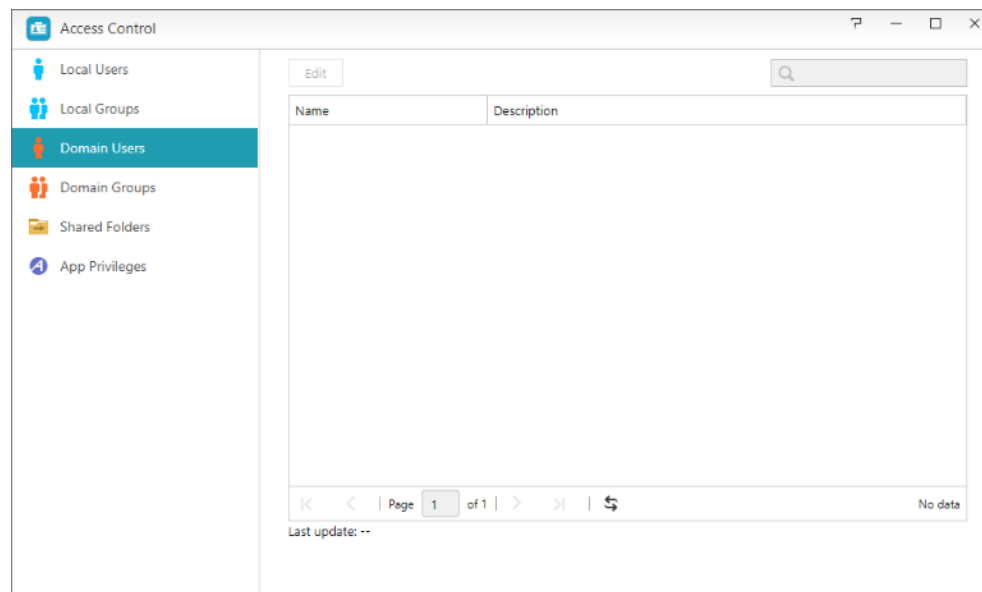 Access Control
Local Users
Local Groups
Domain Users
Domain Groups
Shared Folders
App Privileges
Edit
Name Description
Page 1 of 1 No data
Last update: --